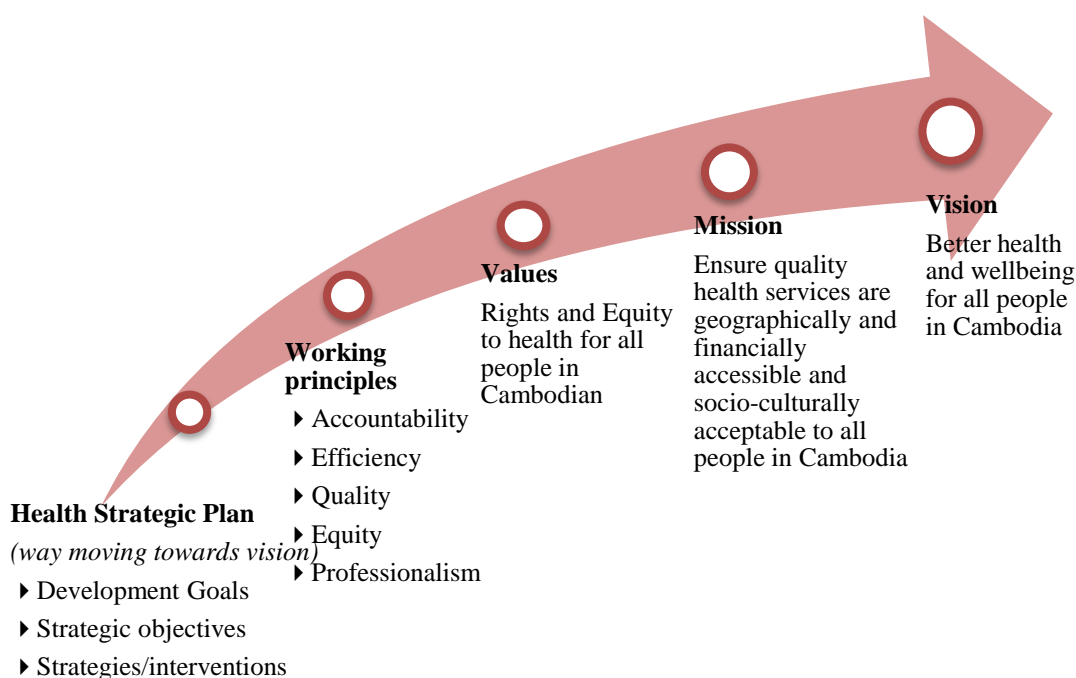 Health Strategic Plan
(way moving towards vision)
Development Goals
Strategic objectives
Strategies/interventions
Working
principles
Accountability
Efficiency
Quality
Equity
Professionalism
Values
Rights and Equity
to health for all
people in
Cambodian
Mission
Ensure quality
health services are
geographically and
financially
accessible and
socio-culturally
acceptable to all
people in Cambodia
Vision
Better health
and wellbeing
for all people
in Cambodia